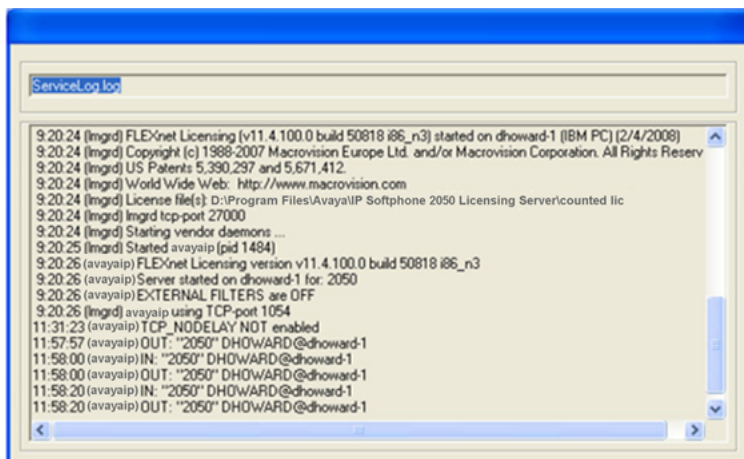 ServiceLog.log
9:20:24 (lmgrd) FLEXnet Licensing (v11.4.100.0 build 50818 i86_n3) started on dhoward-1 (IBM PC) (2/4/2008)
9:20:24 (lmgrd) Copyright (c) 1988-2007 Macrovision Europe Ltd. and/or Macrovision Corporation. All Rights Reserv
9:20:24 (lmgrd) US Patents 5,390,297 and 5,671,412.
9:20:24 (lmgrd) World Wide Web:  http://www.macrovision.com
9:20:24 (lmgrd) License file(s): D:\Program Files\Avaya\IP Softphone 2050 Licensing Server\counted lic
9:20:24 (lmgrd) lmgrd tcp-port 27000
9:20:24 (lmgrd) Starting vendor daemons ...
9:20:25 (lmgrd) Started avayaip (pid 1484)
9:20:26 (avayaip) FLEXnet Licensing version v11.4.100.0 build 50818 i86_n3
9:20:26 (avayaip) Server started on dhoward-1 for: 2050
9:20:26 (avayaip) EXTERNAL FILTERS are OFF
9:20:26 (lmgrd) avayaip using TCP-port 1054
11:31:23 (avayaip) TCP_NODELAY NOT enabled
11:57:57 (avayaip) OUT: "2050" DHOWARD@dhoward-1
11:58:00 (avayaip) IN: "2050" DHOWARD@dhoward-1
11:58:00 (avayaip) OUT: "2050" DHOWARD@dhoward-1
11:58:20 (avayaip) IN: "2050" DHOWARD@dhoward-1
11:58:20 (avayaip) OUT: "2050" DHOWARD@dhoward-1